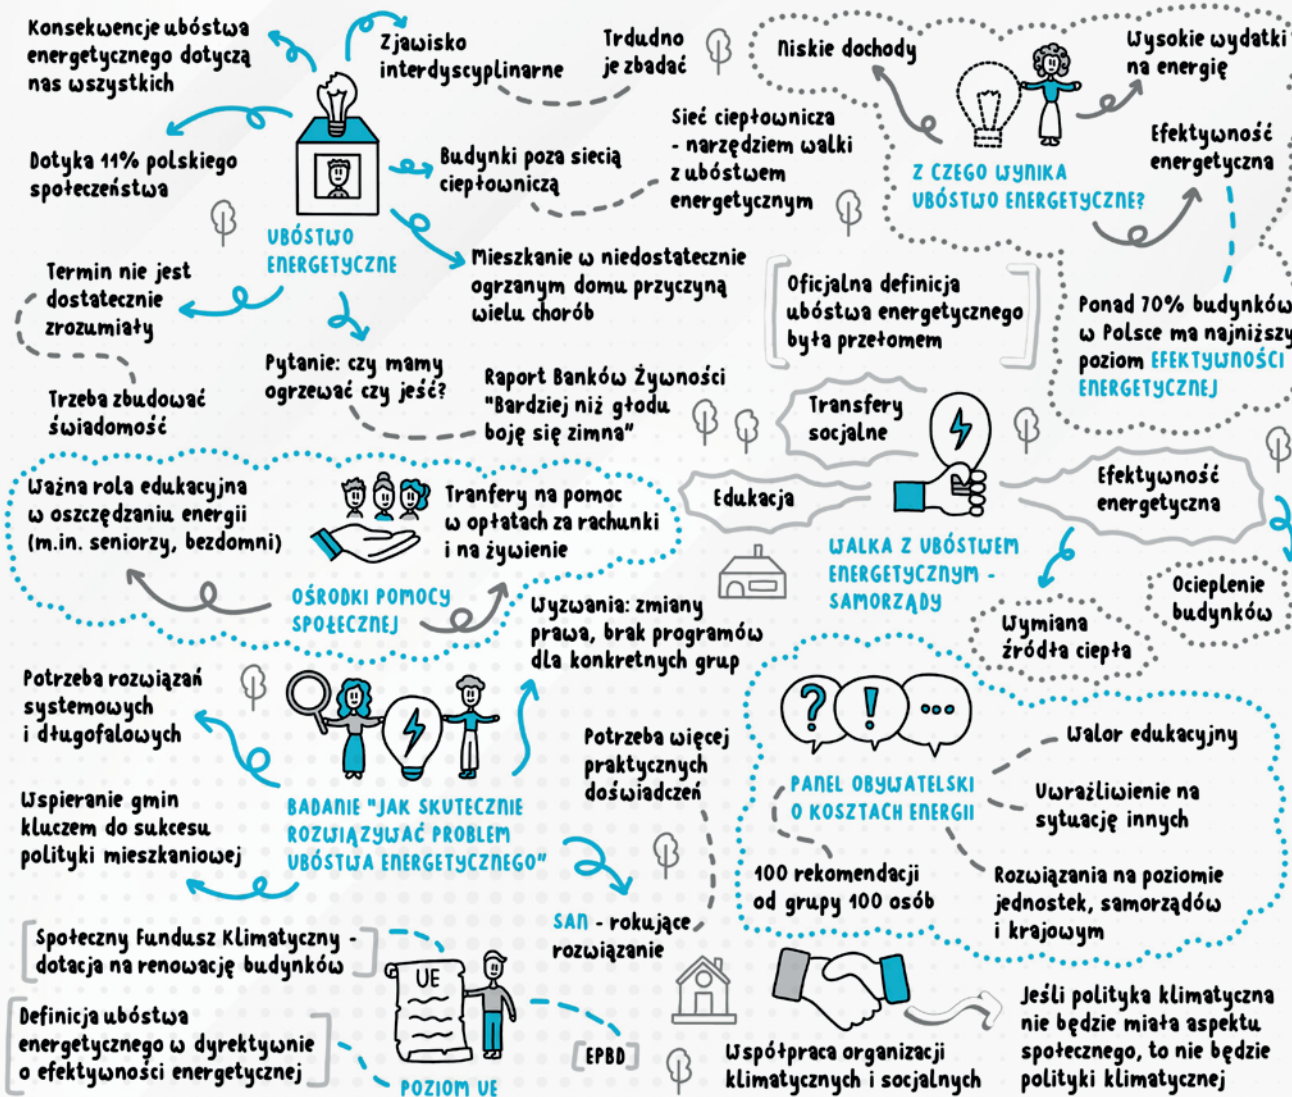 Konsekwencje ubóstwa
energetycznego dotyczą
nas wszystkich
Zjawisko
interdyscyplinarne
Trdudno
je zbadać
Dotyka 11% polskiego
społeczeństwa
Budynki poza siecią
ciepłowniczą
Sieć ciepłownicza
- narzędziem walki
z ubóstwem
energetycznym
UBÓSTWO
ENERGETYCZNE
Termin nie jest
dostatecznie
zrozumiały
Trzeba zbudować
świadomość
Mieszkanie w niedostatecznie
ogrzanym domu przyczyną
wielu chorób
Pytanie: czy mamy
ogrzewać czy jeść?
Raport Banków Żywności
"Bardziej niż głodu
boję się zimna"
Niskie dochody
Wysokie wydatki
na energię
Efektywność
energetyczna
Z CZEGO WYNIKA
UBÓSTWO ENERGETYCZNE?
Ponad 70% budynków
w Polsce ma najniższy
poziom EFEKTYWNOŚCI
ENERGETYCZNEJ
Oficjalna definicja
ubóstwa energetycznego
była przełomem
Transfery
socjalne
Edukacja
Efektywność
energetyczna
WALKA Z UBÓSTWEM
ENERGETYCZNYM -
SAMORZĄDY
Wymiana
źródła ciepła
Ocieplenie
budynków
Ważna rola edukacyjna
w oszczędzaniu energii
(m.in. seniorzy, bezdomni)
Tranfery na pomoc
w opłatach za rachunki
i na żywienie
OŚRODKI POMOCY
SPOŁECZNEJ
Wyzwania: zmiany
prawa, brak programów
dla konkretnych grup
Potrzeba rozwiązań
systemowych
i długofalowych
Wspieranie gmin
kluczem do sukcesu
polityki mieszkaniowej
BADANIE "JAK SKUTECZNIE
ROZWIĄZYWAĆ PROBLEM
UBÓSTWA ENERGETYCZNEGO"
Potrzeba więcej
praktycznych
doświadczeń
SAN - rokujące
rozwiązanie
?
!
...
PANEL OBYWATELSKI
O KOSZTACH ENERGII
Walor edukacyjny
Uwrażliwienie na
sytuację innych
100 rekomendacji
od grupy 100 osób
Rozwiązania na poziomie
jednostek, samorządów
i krajowym
Społeczny Fundusz Klimatyczny -
dotacja na renowację budynków
Definicja ubóstwa
energetycznego w dyrektywnie
o efektywności energetycznej
UE
POZIOM UE
[EPBD]
Współpraca organizacji
klimatycznych i socjalnych
Jeśli polityka klimatyczna
nie będzie miała aspektu
społecznego, to nie będzie
polityki klimatycznej